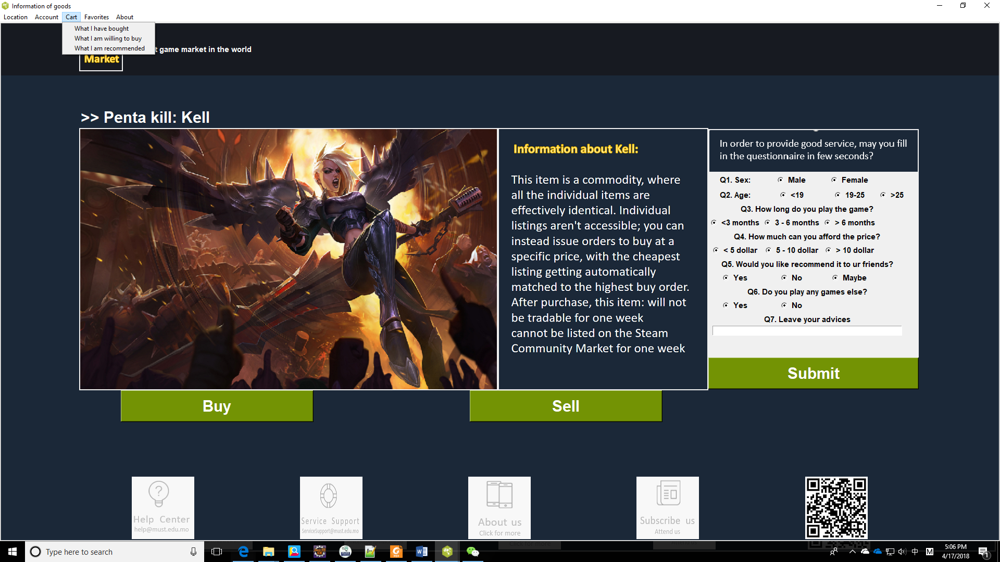 Information of goods
Location Account Cart Favorites About
What I have bought
What I am willing to buy
What I am recommended
game market in the world
Market
>> Penta kill: Kell
Information about Kell:
This item is a commodity, where
all the individual items are
effectively identical. Individual
listings aren't accessible; you can
instead issue orders to buy at a
specific price, with the cheapest
listing getting automatically
matched to the highest buy order.
After purchase, this item: will not
be tradable for one week
cannot be listed on the Steam
Community Market for one week
In order to provide good service, may you fill
in the questionnaire in few seconds?
Q1. Sex: Male Female
Q2. Age: <19 19-25 >25
Q3. How long do you play the game?
<3 months 3 - 6 months > 6 months
Q4. How much can you afford the price?
< 5 dollar 5 - 10 dollar > 10 dollar
Q5. Would you like recommend it to ur friends?
Yes No Maybe
Q6. Do you play any games else?
Yes No
Q7. Leave your advices
Submit
Buy
Sell
Help Center
help@must.edu.mo
Service Support
ServiceSupport@must.edu.mo
About us
Click for more
Subscribe us
Attend us
Type here to search
中
M
5:06 PM
4/17/2018
1